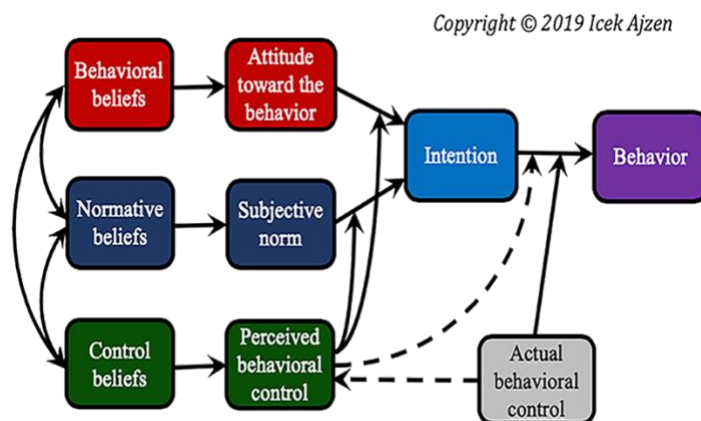 Copyright © 2019 Icek Ajzen
Behavioral
beliefs
Attitude
toward the
behavior
Intention
Behavior
Normative
beliefs
Subjective
norm
Control
beliefs
Perceived
behavioral
control
Actual
behavioral
control